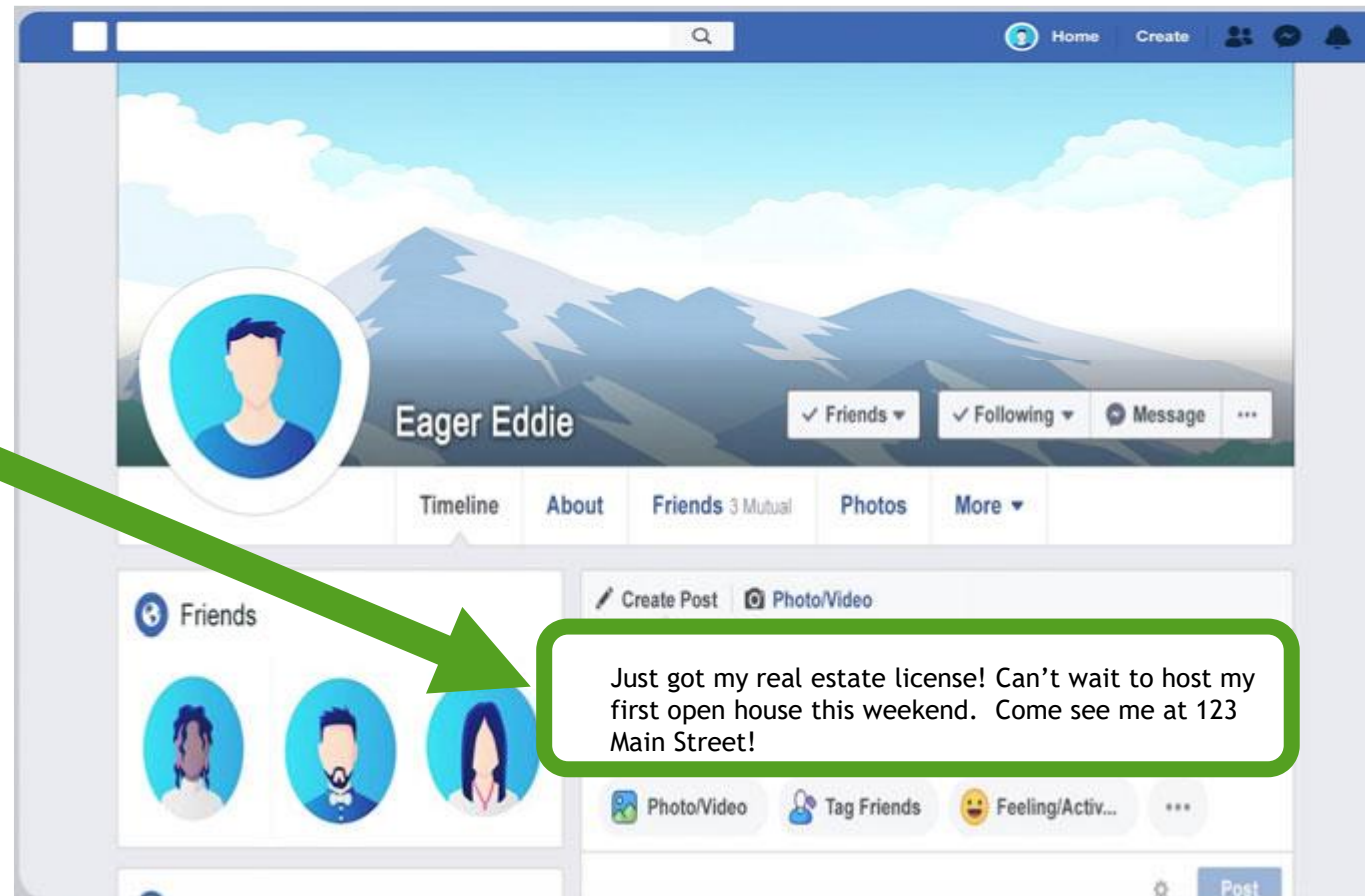 Home Create
Eager Eddie
✓ Friends ▾ ✓ Following ▾ Message ...
Timeline About Friends 3 Mutual Photos More ▾
Friends
Create Post Photo/Video
Just got my real estate license! Can’t wait to host my
first open house this weekend.  Come see me at 123
Main Street!
Photo/Video Tag Friends Feeling/Activ... ...
Post